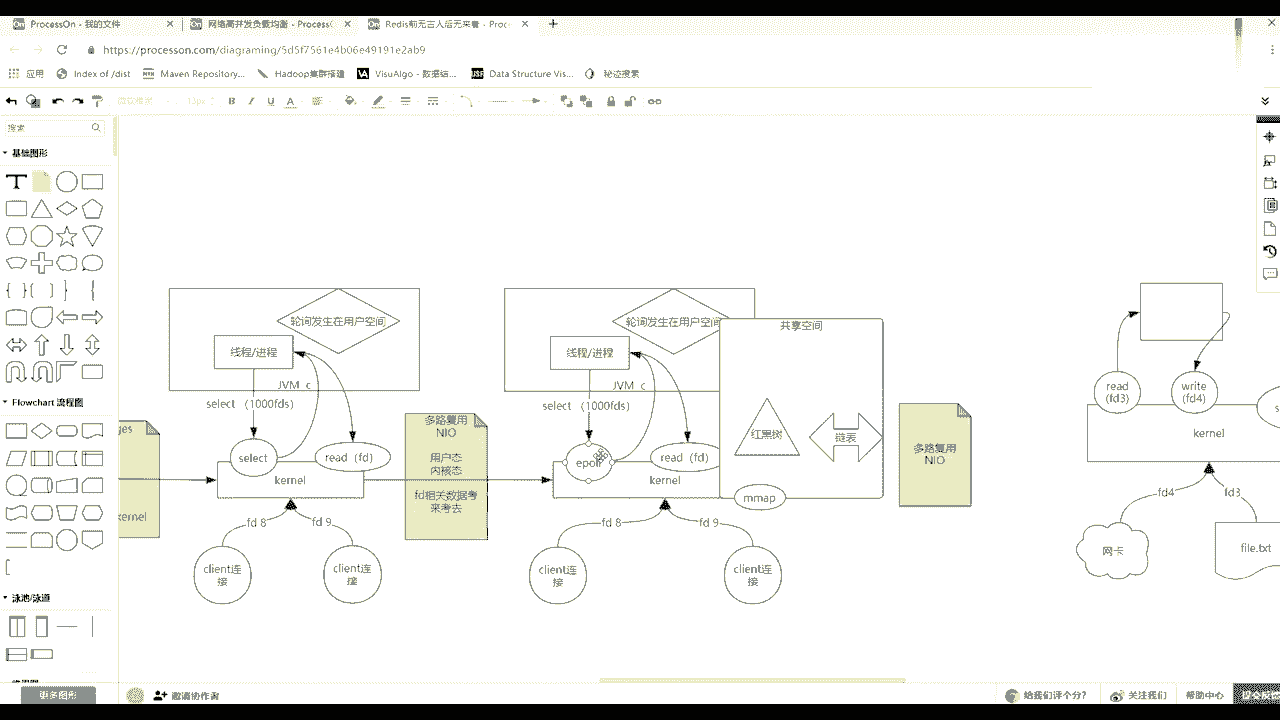 ProcessOn - 我的文件
网络高并发负载均衡 - Process
Redis前无古人后无来者 - Proc
https://processon.com/diagraming/5d5f7561e4b06e49191e2ab9
应用
Index of /dist
Maven Repository...
Hadoop集群搭建
VisuAlgo - 数据结...
Data Structure Vis...
秘迹搜索
13px
B I U A
搜索
基础图形
Flowchart 流程图
泳池/泳道
更多图形
邀请协作者
给我们评个分?
关注我们
帮助中心
ges
kernel
轮询发生在用户空间
线程/进程
JVM c
select （1000fds）
select
read（fd）
kernel
fd 8
fd 9
client连接
client连接
多路复用
NIO
用户态
内核态
fd相关数据考
来考去
轮询发生在用户空间
线程/进程
JVM c
select （1000fds）
epoll
read（fd）
kernel
fd 8
fd 9
client连接
client连接
共享空间
红黑树
链表
mmap
多路复用
NIO
read
(fd3)
write
(fd4)
s
kernel
fd4
fd3
网卡
file.txt